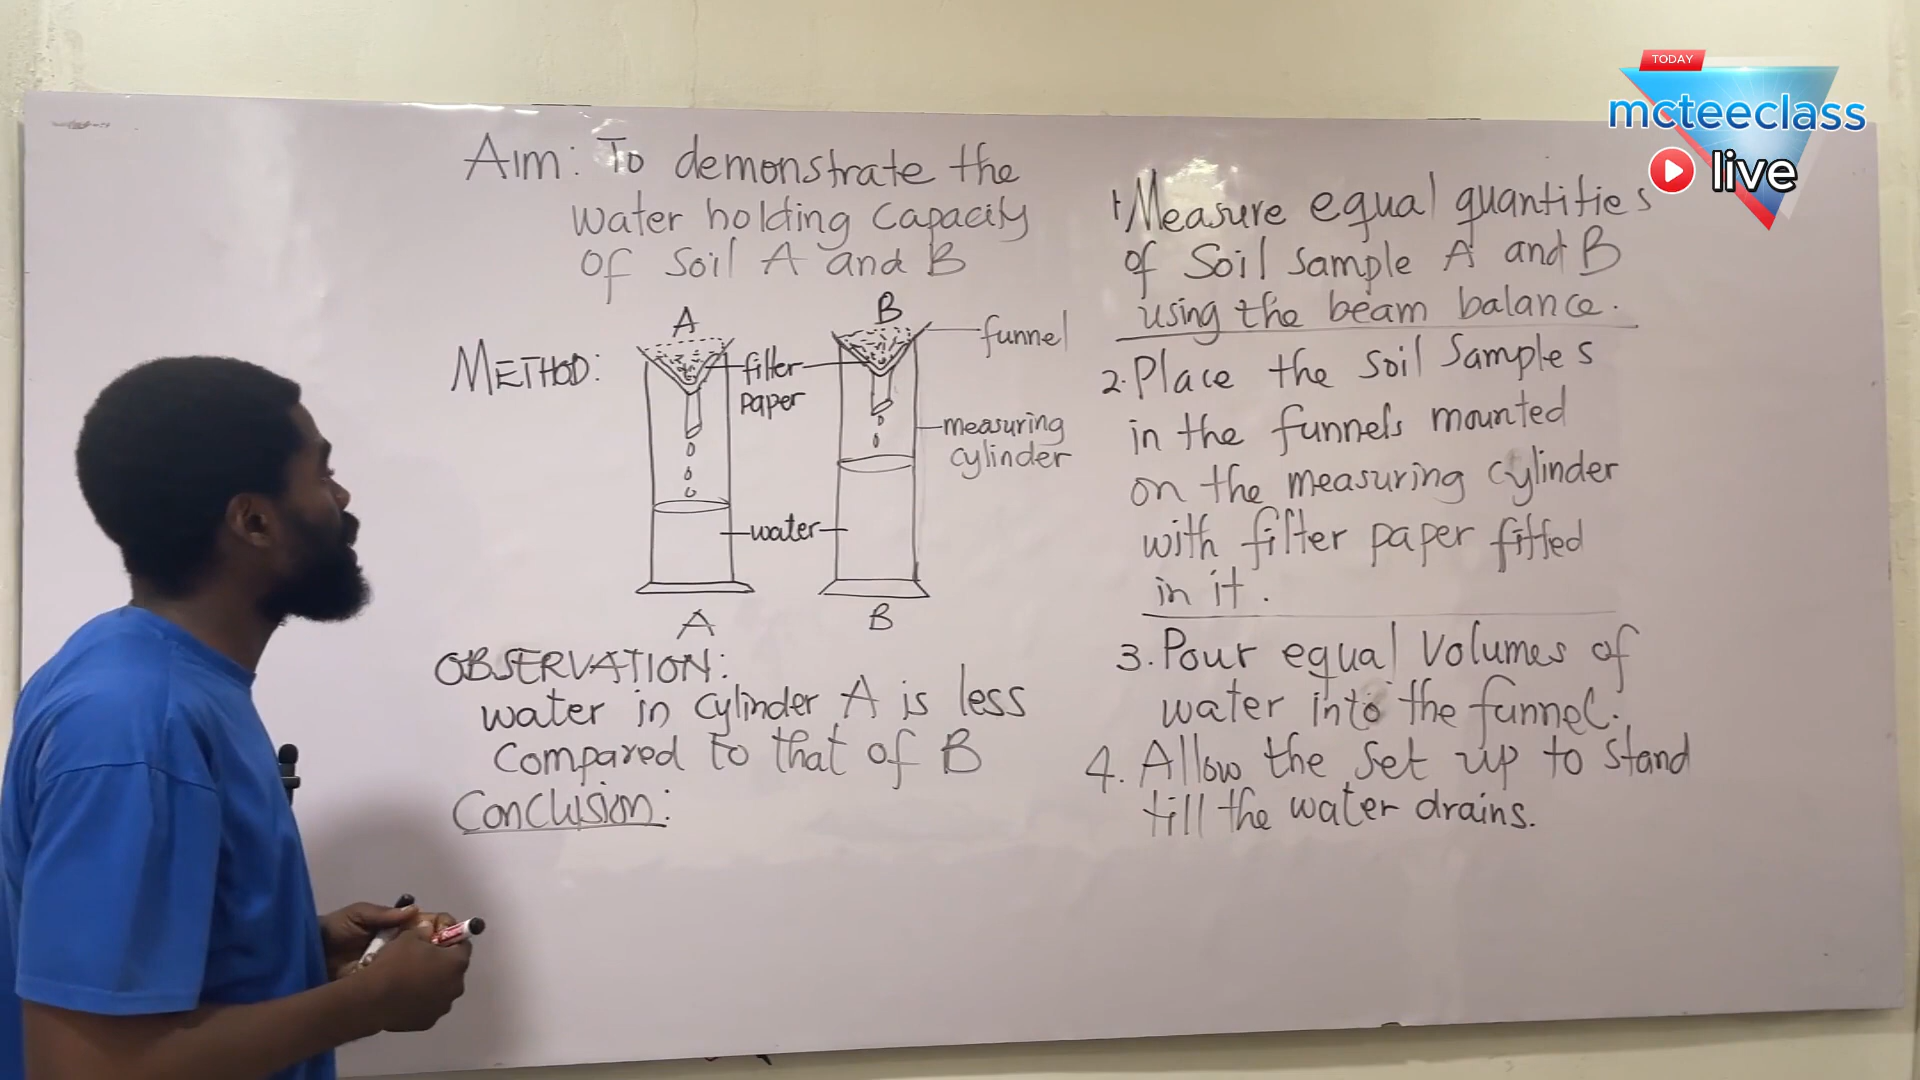 TODAY
mcteeclass
live
Aim: To demonstrate the
water holding capacity
of soil A and B
METHOD:
A
B
funnel
filter
paper
measuring
cylinder
water
A
B
OBSERVATION:
water in cylinder A is less
compared to that of B
Conclusion:
1 Measure equal quantities
of soil sample A and B
using the beam balance.
2. Place the soil samples
in the funnels mounted
on the measuring cylinder
with filter paper fitted
in it.
3. Pour equal volumes of
water into the funnel.
4. Allow the set up to stand
till the water drains.